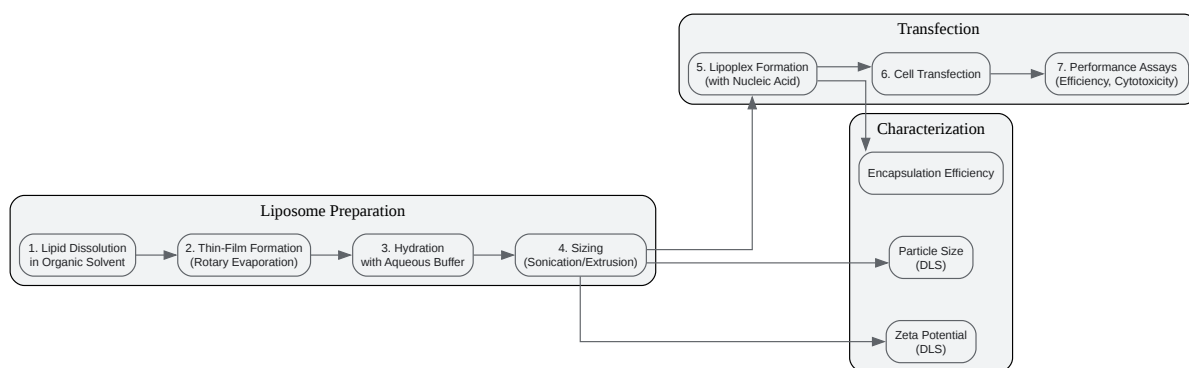 Transfection
5. Lipoplex Formation
(with Nucleic Acid)
6. Cell Transfection
7. Performance Assays
(Efficiency, Cytotoxicity)
Characterization
Encapsulation Efficiency
Liposome Preparation
1. Lipid Dissolution
in Organic Solvent
2. Thin-Film Formation
(Rotary Evaporation)
3. Hydration
with Aqueous Buffer
4. Sizing
(Sonication/Extrusion)
Particle Size
(DLS)
Zeta Potential
(DLS)